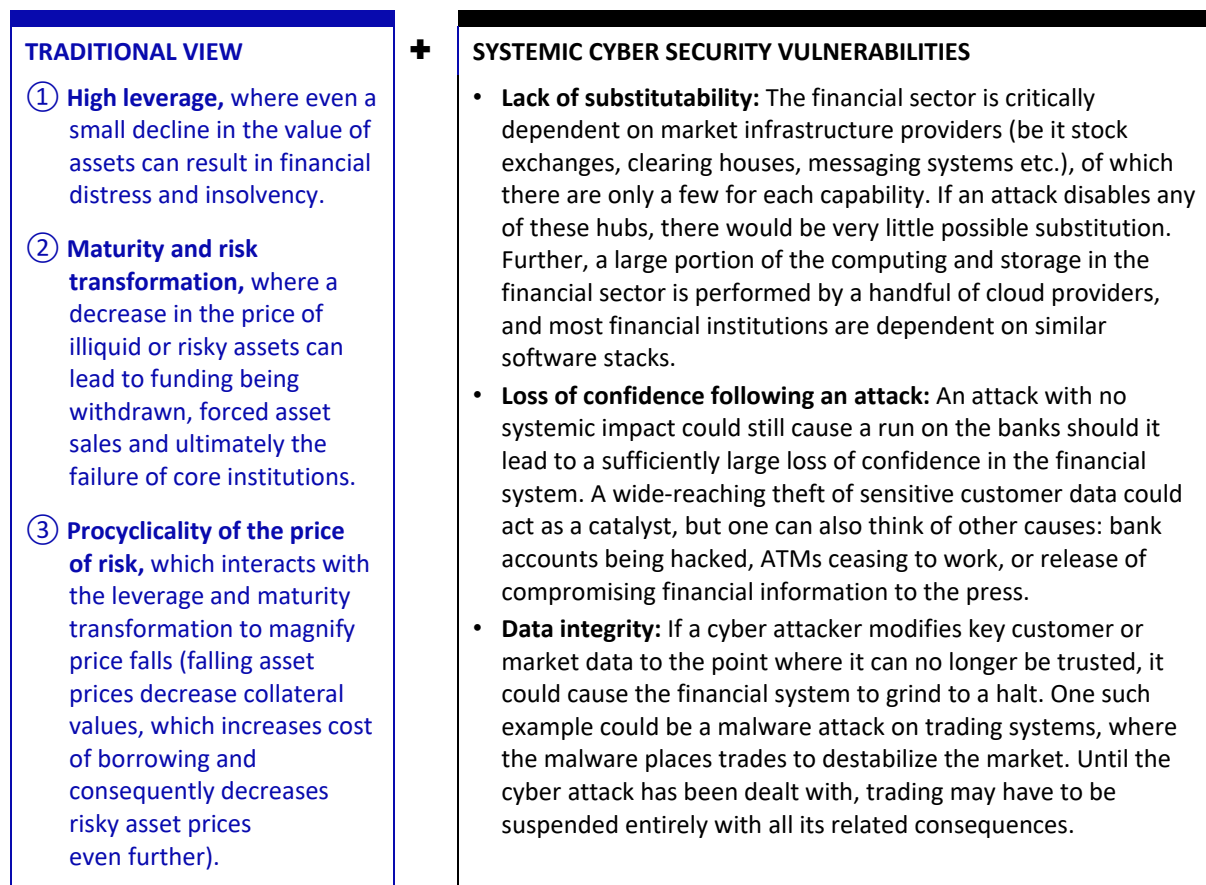 TRADITIONAL VIEW
① High leverage, where even a
small decline in the value of
assets can result in financial
distress and insolvency.
② Maturity and risk
transformation, where a
decrease in the price of
illiquid or risky assets can
lead to funding being
withdrawn, forced asset
sales and ultimately the
failure of core institutions.
③ Procyclicality of the price
of risk, which interacts with
the leverage and maturity
transformation to magnify
price falls (falling asset
prices decrease collateral
values, which increases cost
of borrowing and
consequently decreases
risky asset prices
even further).
+
SYSTEMIC CYBER SECURITY VULNERABILITIES
• Lack of substitutability: The financial sector is critically
dependent on market infrastructure providers (be it stock
exchanges, clearing houses, messaging systems etc.), of which
there are only a few for each capability. If an attack disables any
of these hubs, there would be very little possible substitution.
Further, a large portion of the computing and storage in the
financial sector is performed by a handful of cloud providers,
and most financial institutions are dependent on similar
software stacks.
• Loss of confidence following an attack: An attack with no
systemic impact could still cause a run on the banks should it
lead to a sufficiently large loss of confidence in the financial
system. A wide-reaching theft of sensitive customer data could
act as a catalyst, but one can also think of other causes: bank
accounts being hacked, ATMs ceasing to work, or release of
compromising financial information to the press.
• Data integrity: If a cyber attacker modifies key customer or
market data to the point where it can no longer be trusted, it
could cause the financial system to grind to a halt. One such
example could be a malware attack on trading systems, where
the malware places trades to destabilize the market. Until the
cyber attack has been dealt with, trading may have to be
suspended entirely with all its related consequences.